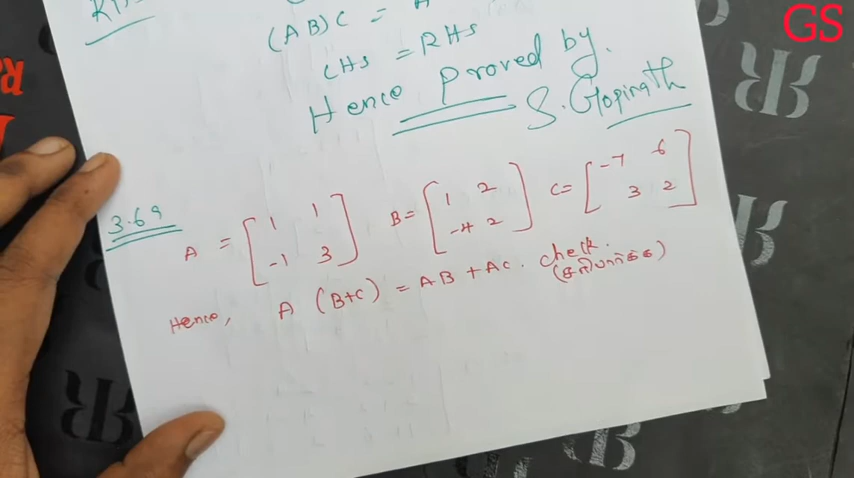 GS
(AB)C =
LHS = RHS
Hence Proved by.
S. Gopinath
3.69 A = [ 1 1 B = [ 1 2 C = [ -7 6
-1 3 ] -4 2 ] 3 2 ]
Hence, A (B+C) = AB + AC. check.
(சரிபார்க்க)